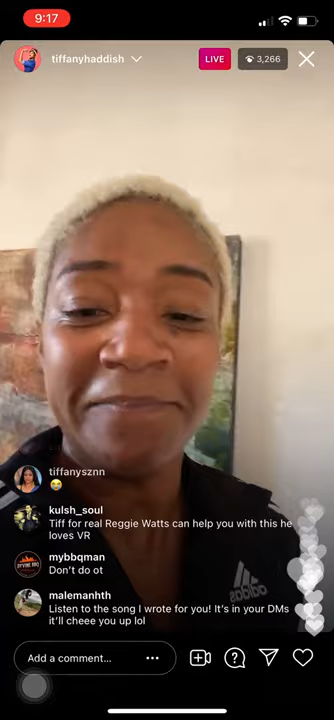 9:17
tiffanyhaddish
LIVE
3,266
adidas
tiffanysznn
😭
kulsh_soul
Tiff for real Reggie Watts can help you with this he
loves VR
mybbqman
Don't do ot
malemanhth
Listen to the song I wrote for you! It's in your DMs
it'll cheee you up lol
Add a comment...